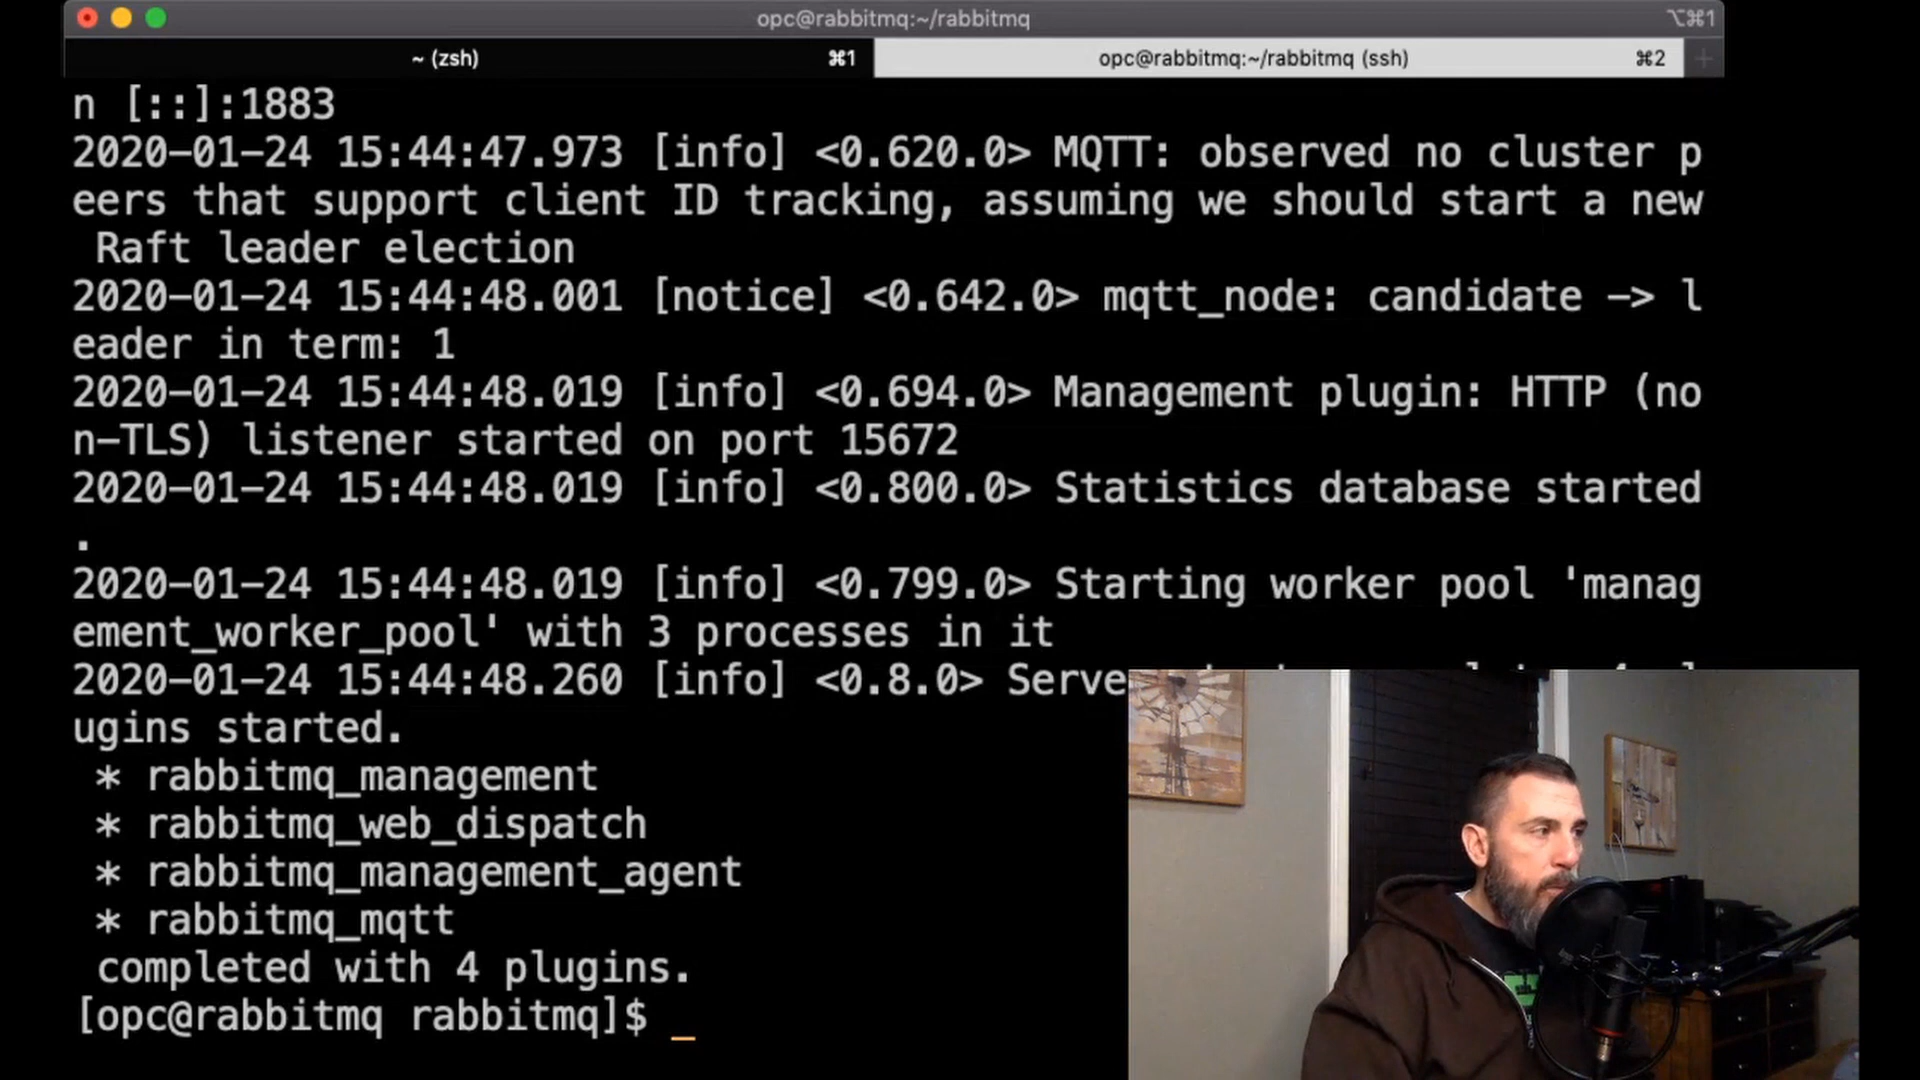 opc@rabbitmq:~/rabbitmq ⌥⌘1
~ (zsh) ⌘1 opc@rabbitmq:~/rabbitmq (ssh) ⌘2 +
n [::]:1883
2020-01-24 15:44:47.973 [info] <0.620.0> MQTT: observed no cluster p
eers that support client ID tracking, assuming we should start a new
Raft leader election
2020-01-24 15:44:48.001 [notice] <0.642.0> mqtt_node: candidate -> l
eader in term: 1
2020-01-24 15:44:48.019 [info] <0.694.0> Management plugin: HTTP (no
n-TLS) listener started on port 15672
2020-01-24 15:44:48.019 [info] <0.800.0> Statistics database started
.
2020-01-24 15:44:48.019 [info] <0.799.0> Starting worker pool 'manag
ement_worker_pool' with 3 processes in it
2020-01-24 15:44:48.260 [info] <0.8.0> Serve
ugins started.
* rabbitmq_management
* rabbitmq_web_dispatch
* rabbitmq_management_agent
* rabbitmq_mqtt
completed with 4 plugins.
[opc@rabbitmq rabbitmq]$ _